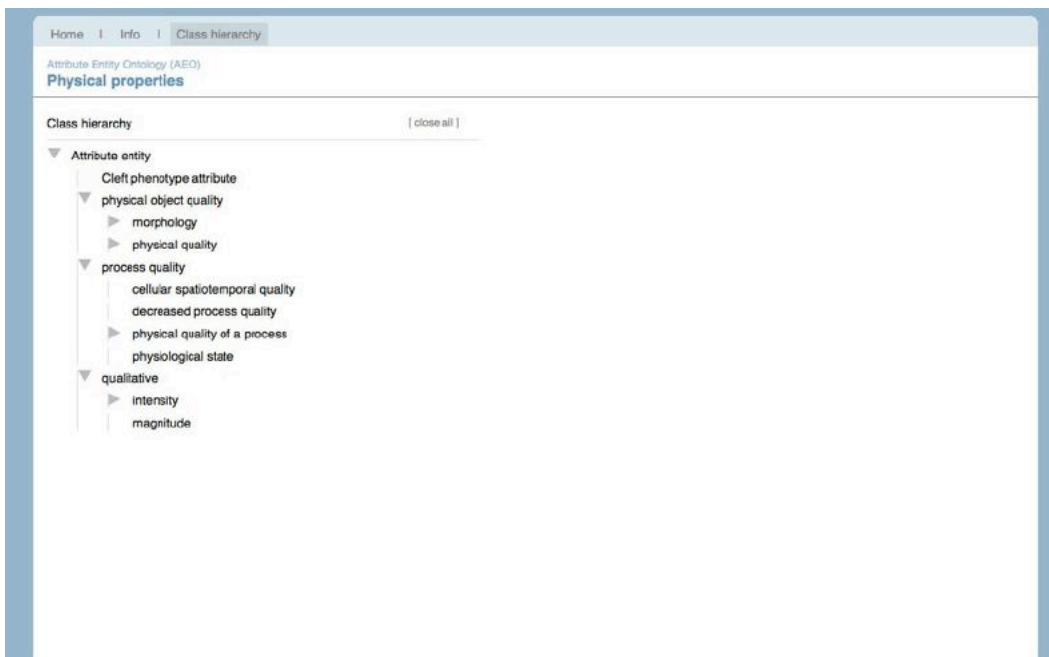 Home | Info | Class hierarchy
Attribute Entity Ontology (AEO)
Physical properties
Class hierarchy [ close all ]
Attribute entity
Cleft phenotype attribute
physical object quality
morphology
physical quality
process quality
cellular spatiotemporal quality
decreased process quality
physical quality of a process
physiological state
qualitative
intensity
magnitude